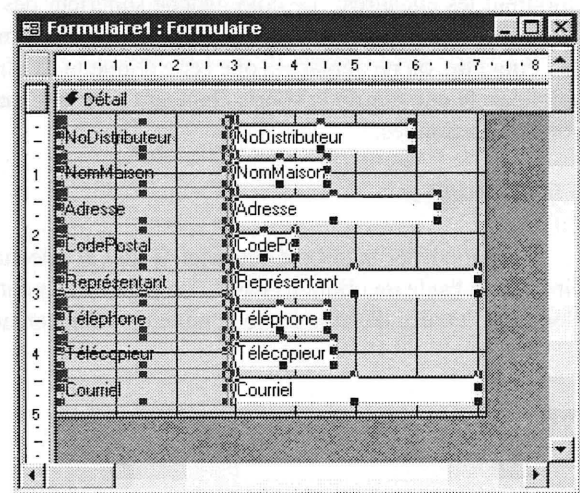 Formulaire1 : Formulaire
1 2 3 4 5 6 7 8
Détail
NoDistributeur NoDistributeur
1
NomMaison NomMaison
Adresse Adresse
2
CodePostal CodePo
Représentant Représentant
3
Téléphone Téléphone
4
Télécopieur Télécopieur
Courriel Courriel
5